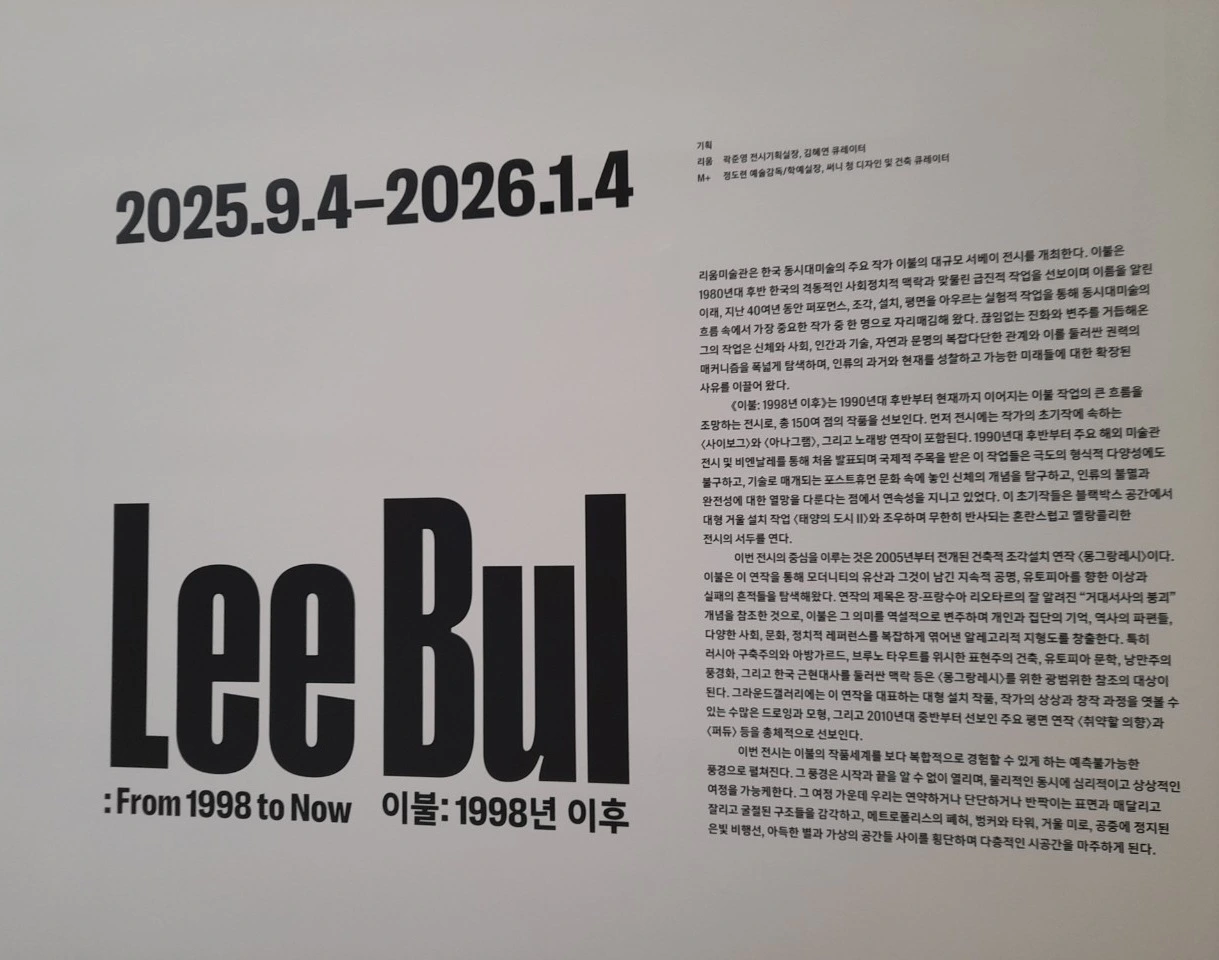 2025.9.4–2026.1.4
Lee Bul
: From 1998 to Now 이불: 1998년 이후
기획
리움 곽준영 전시기획실장, 김혜연 큐레이터
M+ 정도련 예술감독/학예실장, 써니 청 디자인 및 건축 큐레이터
리움미술관은 한국 동시대미술의 주요 작가 이불의 대규모 서베이 전시를 개최한다. 이불은
1980년대 후반 한국의 격동적인 사회정치적 맥락과 맞물린 급진적 작업을 선보이며 이름을 알린
이래, 지난 40여년 동안 퍼포먼스, 조각, 설치, 평면을 아우르는 실험적 작업을 통해 동시대미술의
흐름 속에서 가장 중요한 작가 중 한 명으로 자리매김해 왔다. 끊임없는 진화와 변주를 거듭해온
그의 작업은 신체와 사회, 인간과 기술, 자연과 문명의 복잡다단한 관계와 이를 둘러싼 권력의
매커니즘을 폭넓게 탐색하며, 인류의 과거와 현재를 성찰하고 가능한 미래들에 대한 확장된
사유를 이끌어 왔다.
《이불: 1998년 이후》는 1990년대 후반부터 현재까지 이어지는 이불 작업의 큰 흐름을
조망하는 전시로, 총 150여 점의 작품을 선보인다. 먼저 전시에는 작가의 초기작에 속하는
〈사이보그〉와 〈아나그램〉, 그리고 노래방 연작이 포함된다. 1990년대 후반부터 주요 해외 미술관
전시 및 비엔날레를 통해 처음 발표되며 국제적 주목을 받은 이 작업들은 극도의 형식적 다양성에도
불구하고, 기술로 매개되는 포스트휴먼 문화 속에 놓인 신체의 개념을 탐구하고, 인류의 불멸과
완전성에 대한 열망을 다룬다는 점에서 연속성을 지니고 있었다. 이 초기작들은 블랙박스 공간에서
대형 거울 설치 작업 〈태양의 도시 II〉와 조우하며 무한히 반사되는 혼란스럽고 멜랑콜리한
전시의 서두를 연다.
이번 전시의 중심을 이루는 것은 2005년부터 전개된 건축적 조각설치 연작 〈몽그랑레시〉이다.
이불은 이 연작을 통해 모더니티의 유산과 그것이 남긴 지속적 공명, 유토피아를 향한 이상과
실패의 흔적들을 탐색해왔다. 연작의 제목은 장-프랑수아 리오타르의 잘 알려진 “거대서사의 붕괴”
개념을 참조한 것으로, 이불은 그 의미를 역설적으로 변주하며 개인과 집단의 기억, 역사의 파편들,
다양한 사회, 문화, 정치적 레퍼런스를 복잡하게 엮어낸 알레고리적 지형도를 창출한다. 특히
러시아 구축주의와 아방가르드, 브루노 타우트를 위시한 표현주의 건축, 유토피아 문학, 낭만주의
풍경화, 그리고 한국 근현대사를 둘러싼 맥락 등은 〈몽그랑레시〉를 위한 광범위한 참조의 대상이
된다. 그라운드갤러리에는 이 연작을 대표하는 대형 설치 작품, 작가의 상상과 창작 과정을 엿볼 수
있는 수많은 드로잉과 모형, 그리고 2010년대 중반부터 선보인 주요 평면 연작 〈취약할 의향〉과
〈퍼듀〉 등을 총체적으로 선보인다.
이번 전시는 이불의 작품세계를 보다 복합적으로 경험할 수 있게 하는 예측불가능한
풍경으로 펼쳐진다. 그 풍경은 시작과 끝을 알 수 없이 열리며, 물리적인 동시에 심리적이고 상상적인
여정을 가능케한다. 그 여정 가운데 우리는 연약하거나 단단하거나 반짝이는 표면과 매달리고
잘리고 굴절된 구조들을 감각하고, 메트로폴리스의 폐허, 벙커와 타워, 거울 미로, 공중에 정지된
은빛 비행선, 아득한 별과 가상의 공간들 사이를 횡단하며 다층적인 시공간을 마주하게 된다.